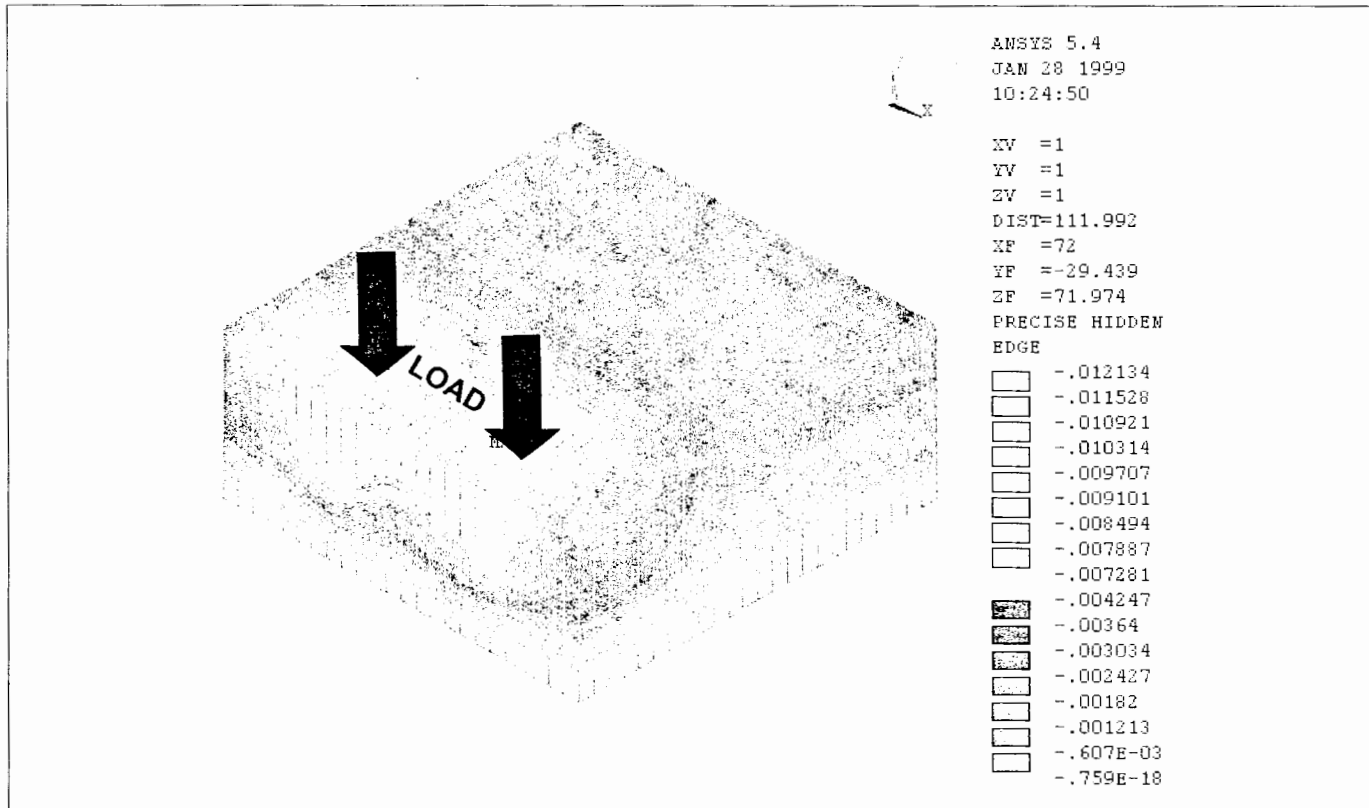 ANSYS 5.4
JAN 28 1999
10:24:50
X
XV =1
YV =1
ZV =1
DIST=111.992
XF =72
YF =-29.439
ZF =71.974
PRECISE HIDDEN
EDGE
LOAD
-.012134
-.011528
-.010921
-.010314
-.009707
-.009101
-.008494
-.007887
-.007281
-.004247
-.00364
-.003034
-.002427
-.00182
-.001213
-.607E-03
-.759E-18